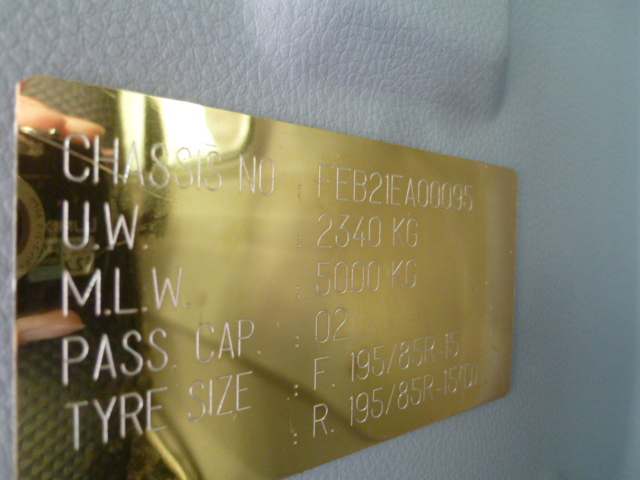 CHASSIS NO : FEB21EA00095
U.W. : 2340 KG
M.L.W. : 5000 KG
PASS. CAP. : 02
TYRE SIZE : F. 195/85R-15
: R. 195/85R-15(D)